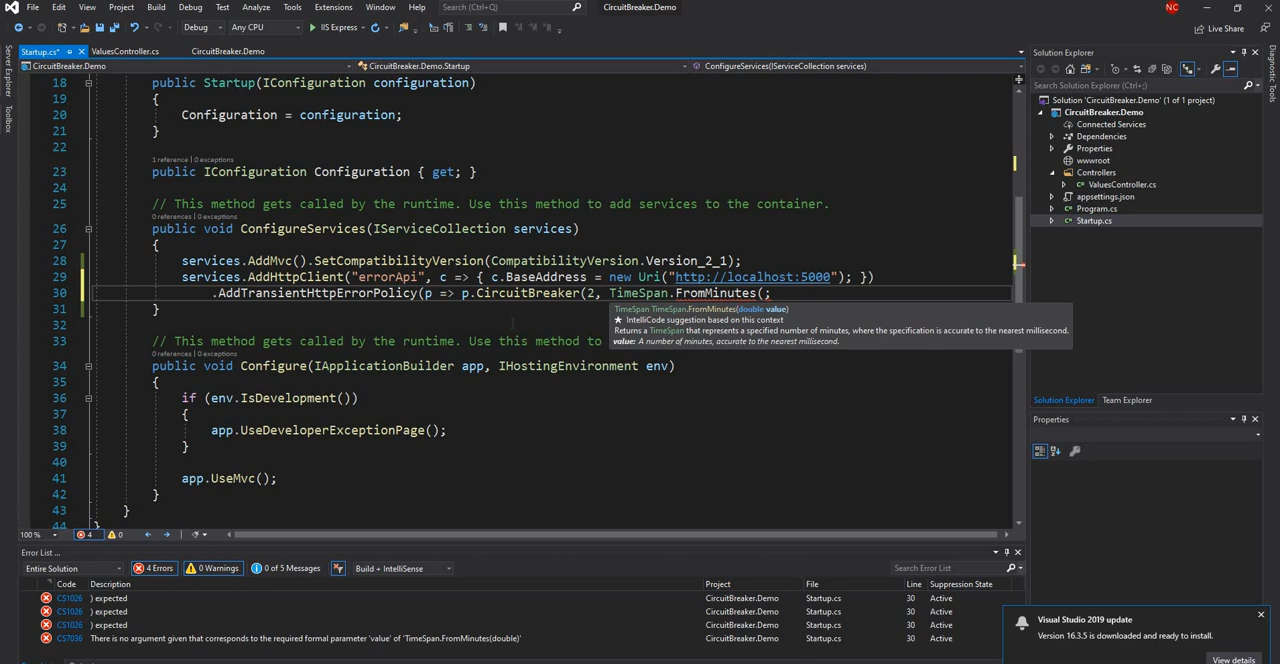 File Edit View Project Build Debug Test Analyze Tools Extensions Window Help Search (Ctrl+Q) CircuitBreaker.Demo NC
Debug Any CPU IIS Express Live Share
Startup.cs* ValuesController.cs CircuitBreaker.Demo
CircuitBreaker.Demo CircuitBreaker.Demo.Startup ConfigureServices(IServiceCollection services)
Server Explorer
Toolbox
18 public Startup(IConfiguration configuration)
19 {
20 Configuration = configuration;
21 }
22
1 reference | 0 exceptions
23 public IConfiguration Configuration { get; }
24
25 // This method gets called by the runtime. Use this method to add services to the container.
0 references | 0 exceptions
26 public void ConfigureServices(IServiceCollection services)
27 {
28 services.AddMvc().SetCompatibilityVersion(CompatibilityVersion.Version_2_1);
29 services.AddHttpClient("errorApi", c => { c.BaseAddress = new Uri("http://localhost:5000"); })
30 .AddTransientHttpErrorPolicy(p => p.CircuitBreaker(2, TimeSpan.FromMinutes(;
31 }
TimeSpan TimeSpan.FromMinutes(double value)
★ IntelliCode suggestion based on this context
Returns a TimeSpan that represents a specified number of minutes, where the specification is accurate to the nearest millisecond.
value: A number of minutes, accurate to the nearest millisecond.
32
33 // This method gets called by the runtime. Use this method to
0 references | 0 exceptions
34 public void Configure(IApplicationBuilder app, IHostingEnvironment env)
35 {
36 if (env.IsDevelopment())
37 {
38 app.UseDeveloperExceptionPage();
39 }
40
41 app.UseMvc();
42 }
43 }
44 }
100 % 4 0
Solution Explorer
Search Solution Explorer (Ctrl+;)
Solution 'CircuitBreaker.Demo' (1 of 1 project)
CircuitBreaker.Demo
Connected Services
Dependencies
Properties
wwwroot
Controllers
ValuesController.cs
appsettings.json
Program.cs
Startup.cs
Solution Explorer Team Explorer
Properties
Diagnostic Tools
Error List ...
Entire Solution 4 Errors 0 Warnings 0 of 5 Messages Build + IntelliSense Search Error List
Code Description Project File Line Suppression State
CS1026 ) expected CircuitBreaker.Demo Startup.cs 30 Active
CS1026 ) expected CircuitBreaker.Demo Startup.cs 30 Active
CS1026 ) expected CircuitBreaker.Demo Startup.cs 30 Active
CS7036 There is no argument given that corresponds to the required formal parameter 'value' of 'TimeSpan.FromMinutes(double)' CircuitBreaker.Demo Startup.cs 30 Active
Visual Studio 2019 update
Version 16.3.5 is downloaded and ready to install.
View details